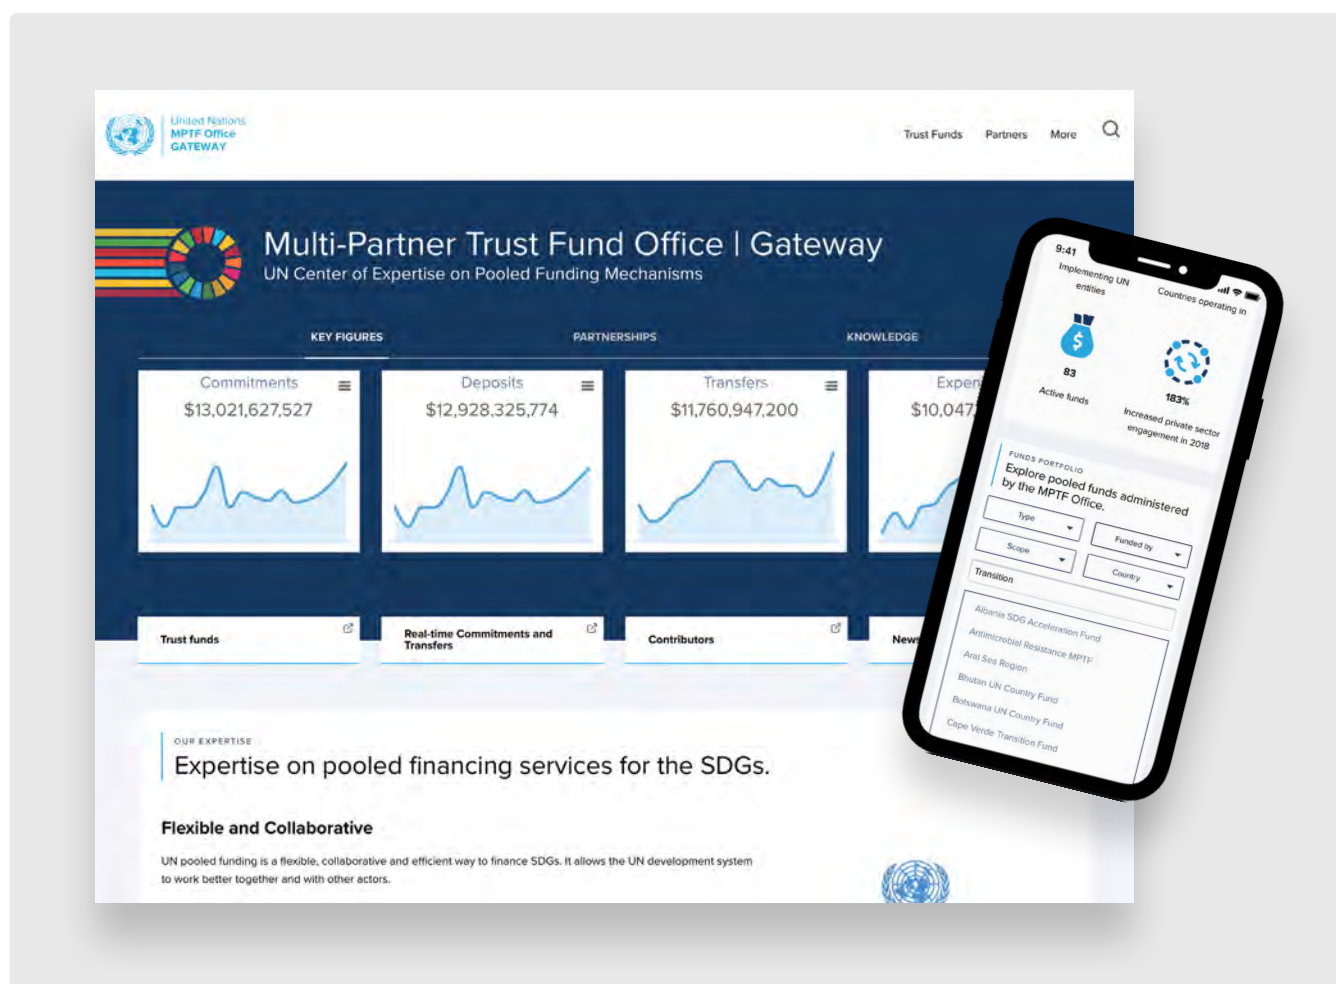 United Nations
MPTF Office
GATEWAY
Trust Funds
Partners
More
Multi-Partner Trust Fund Office | Gateway
UN Center of Expertise on Pooled Funding Mechanisms
KEY FIGURES
PARTNERSHIPS
KNOWLEDGE
Commitments
$13,021,627,527
Deposits
$12,928,325,774
Transfers
$11,760,947,200
Expen
$10,047,
Trust funds
Real-time Commitments and
Transfers
Contributors
News
OUR EXPERTISE
Expertise on pooled financing services for the SDGs.
Flexible and Collaborative
UN pooled funding is a flexible, collaborative and efficient way to finance SDGs. It allows the UN development system
to work better together and with other actors.
9:41
Implementing UN
entities
Countries operating in
83
Active funds
183%
Increased private sector
engagement in 2018
FUNDS PORTFOLIO
Explore pooled funds administered
by the MPTF Office.
Type
Funded by
Scope
Country
Transition
Albania SDG Acceleration Fund
Antimicrobial Resistance MPTF
Aral Sea Region
Bhutan UN Country Fund
Botswana UN Country Fund
Cape Verde Transition Fund